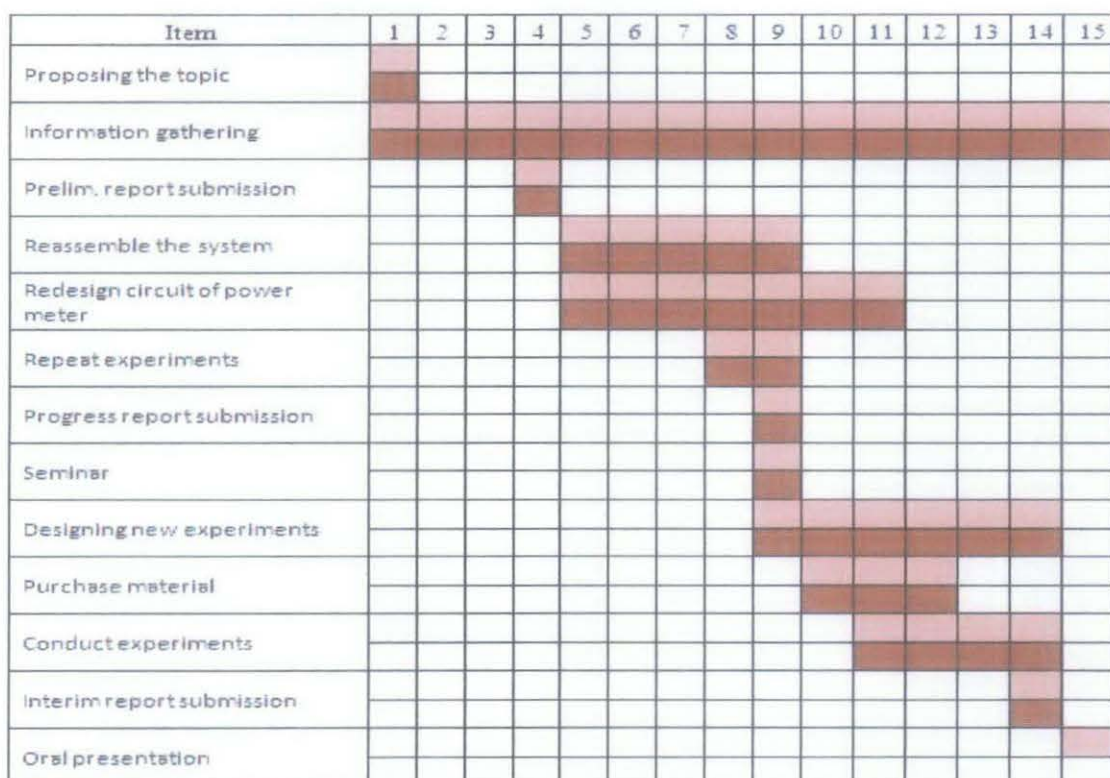 Item 1 2 3 4 5 6 7 8 9 10 11 12 13 14 15
Proposing the topic
Information gathering
Prelim. report submission
Reassemble the system
Redesign circuit of power
meter
Repeat experiments
Progress report submission
Seminar
Designing new experiments
Purchase material
Conduct experiments
Interim report submission
Oral presentation